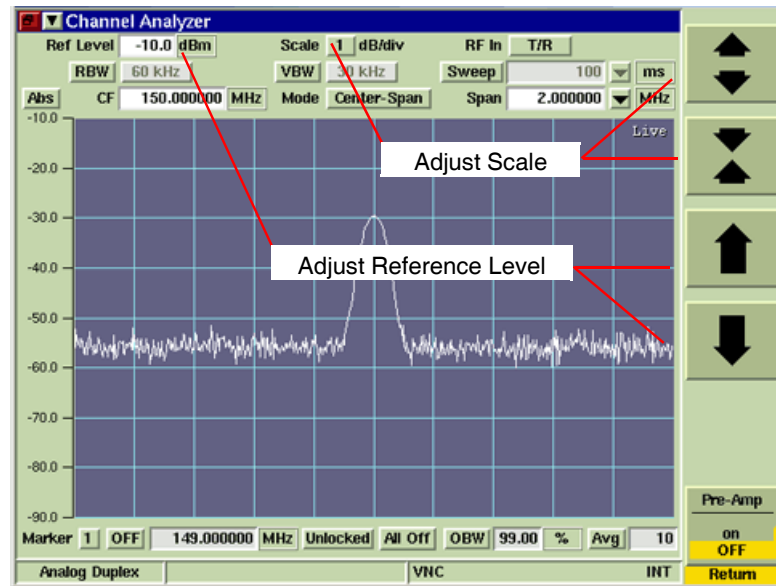 Channel Analyzer
Ref Level -10.0 dBm Scale 1 dB/div RF In T/R
RBW 60 kHz VBW 30 kHz Sweep 100 ms
Abs CF 150.000000 MHz Mode Center-Span Span 2.000000 MHz
-10.0
Live
Adjust Scale
-20.0
-30.0
Adjust Reference Level
-40.0
-50.0
-60.0
-70.0
-80.0
-90.0
Pre-Amp
on
OFF
Return
Marker 1 OFF 149.000000 MHz Unlocked All Off OBW 99.00 % Avg 10
Analog Duplex VNC INT